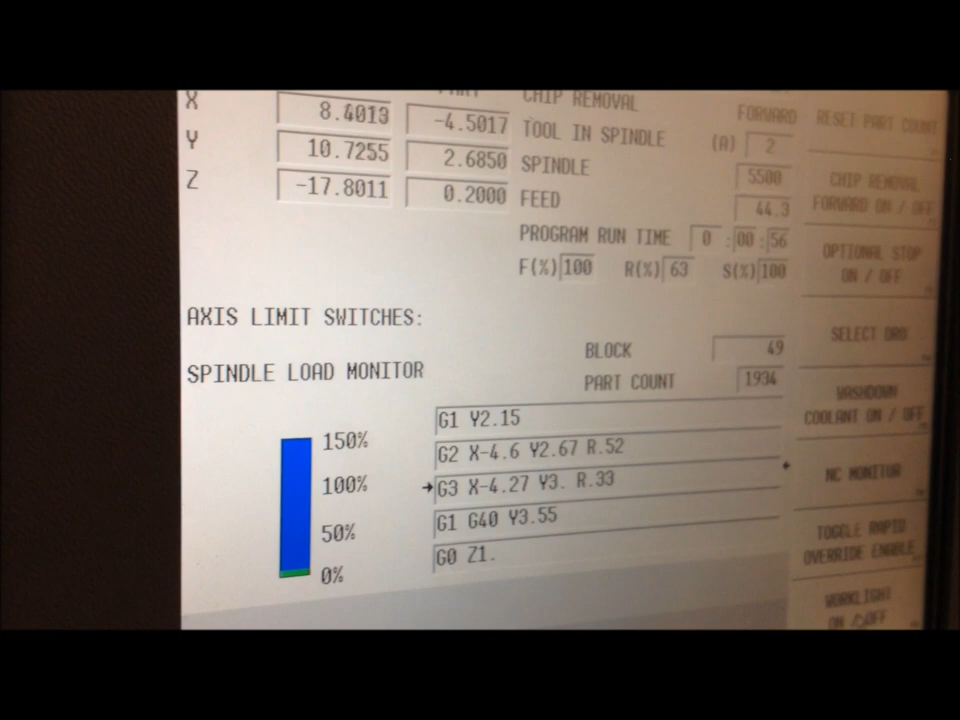 X 8.4013 -4.5017
Y 10.7255 2.6850
Z -17.8011 0.2000
CHIP REMOVAL FORWARD
TOOL IN SPINDLE (A) 2
SPINDLE 5500
FEED 44.3
PROGRAM RUN TIME 0 : 00 : 56
F(%) 100 R(%) 63 S(%) 100
AXIS LIMIT SWITCHES:
SPINDLE LOAD MONITOR
BLOCK 49
PART COUNT 1934
150%
100%
50%
0%
G1 Y2.15
G2 X-4.6 Y2.67 R.52
→G3 X-4.27 Y3. R.33
G1 G40 Y3.55
G0 Z1.
RESET PART COUNT
CHIP REMOVAL
FORWARD ON / OFF
OPTIONAL STOP
ON / OFF
SELECT DRO
WASHDOWN
COOLANT ON / OFF
NC MONITOR
TOGGLE RAPID
OVERRIDE ENABLE
WORKLIGHT
ON / OFF